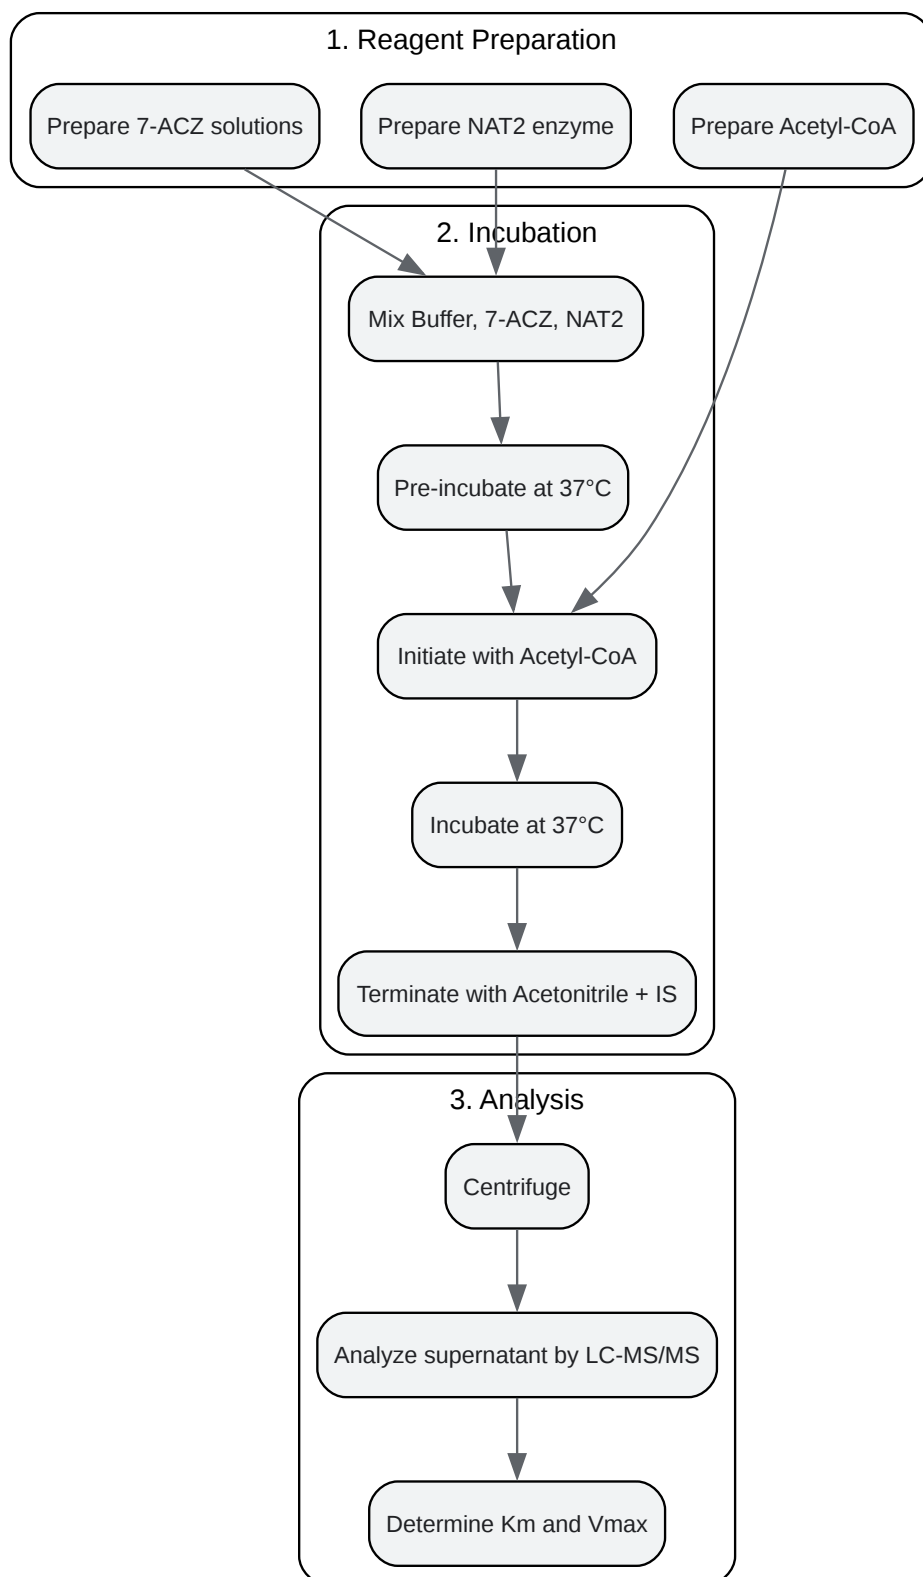 1. Reagent Preparation
Prepare 7-ACZ solutions
Prepare NAT2 enzyme
Prepare Acetyl-CoA
2. Incubation
Mix Buffer, 7-ACZ, NAT2
Pre-incubate at 37°C
Initiate with Acetyl-CoA
Incubate at 37°C
Terminate with Acetonitrile + IS
3. Analysis
Centrifuge
Analyze supernatant by LC-MS/MS
Determine Km and Vmax